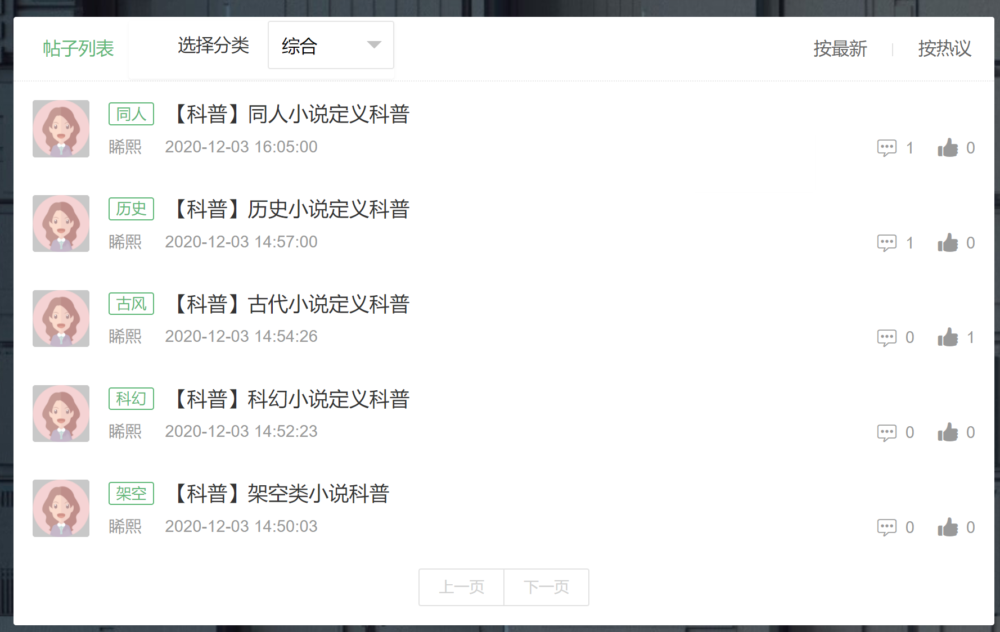 帖子列表 选择分类 综合 按最新 按热议
同人 【科普】同人小说定义科普
睎熙 2020-12-03 16:05:00 1 0
历史 【科普】历史小说定义科普
睎熙 2020-12-03 14:57:00 1 0
古风 【科普】古代小说定义科普
睎熙 2020-12-03 14:54:26 0 1
科幻 【科普】科幻小说定义科普
睎熙 2020-12-03 14:52:23 0 0
架空 【科普】架空类小说科普
睎熙 2020-12-03 14:50:03 0 0
上一页 下一页